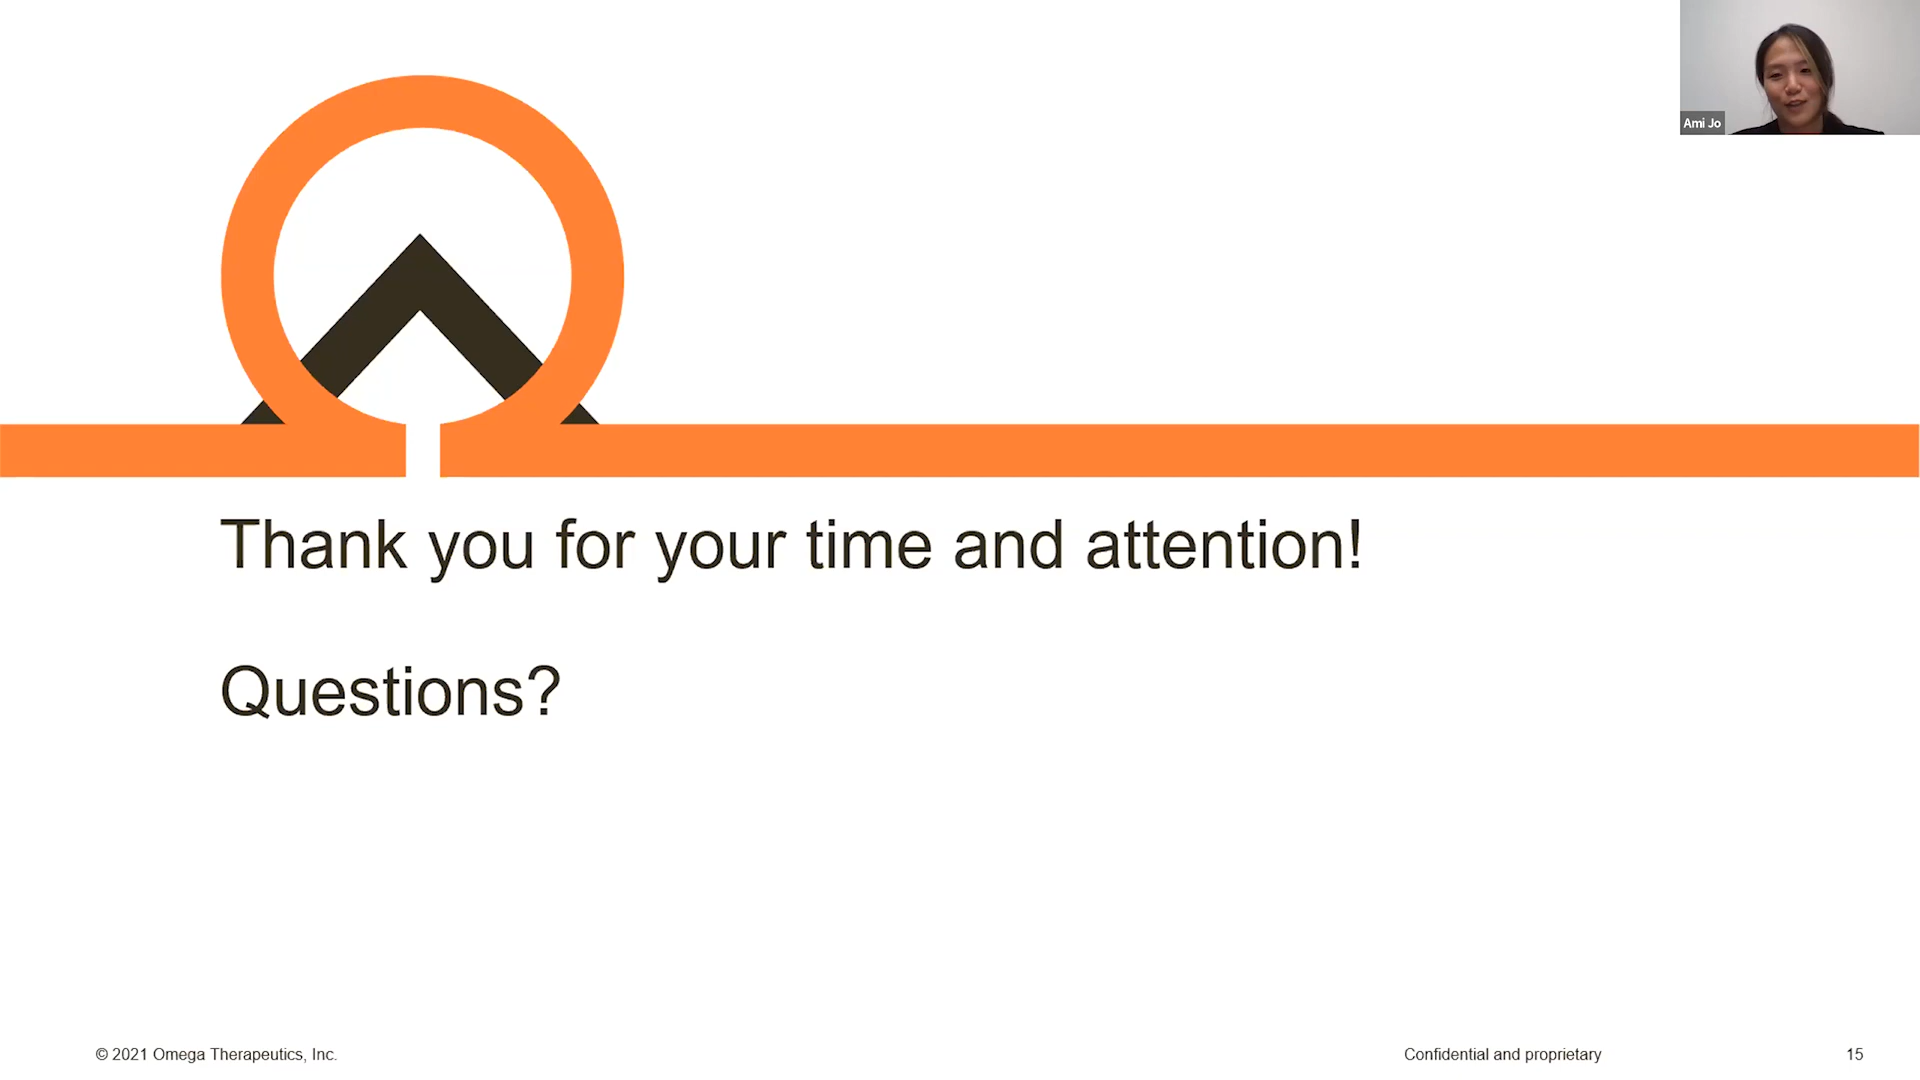 Ami Jo
Thank you for your time and attention!
Questions?
© 2021 Omega Therapeutics, Inc.
Confidential and proprietary
15